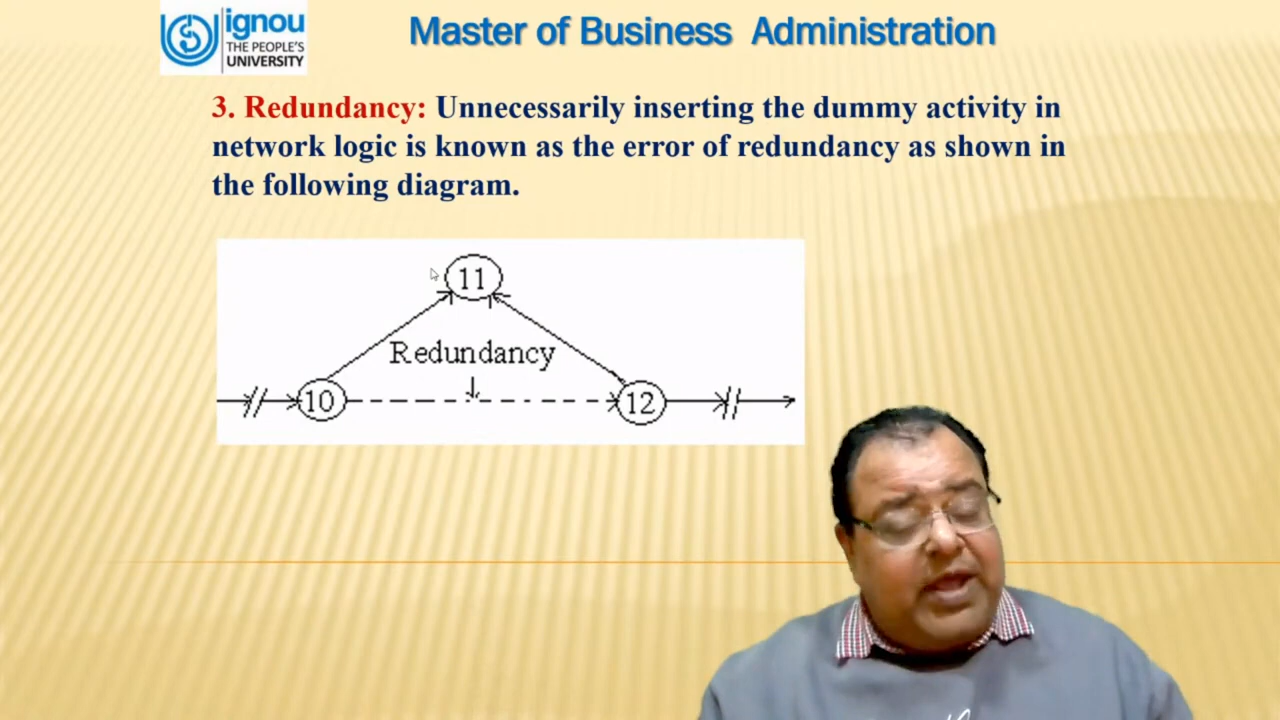 ignou
THE PEOPLE'S
UNIVERSITY
Master of Business Administration
3. Redundancy: Unnecessarily inserting the dummy activity in
network logic is known as the error of redundancy as shown in
the following diagram.
11
Redundancy
10
12